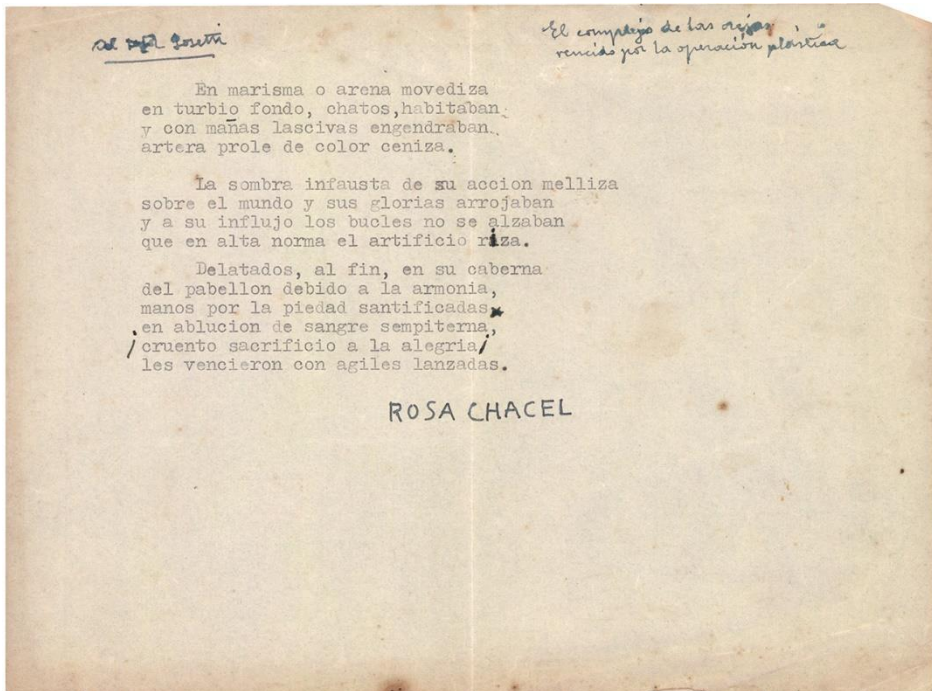 Al Gosetti
El complejo de las orejas,
vencido por la operación plástica
En marisma o arena movediza
en turbio fondo, chatos, habitaban
y con mañas lascivas engendraban
artera prole de color ceniza.
La sombra infausta de su accion melliza
sobre el mundo y sus glorias arrojaban
y a su influjo los bucles no se alzaban
que en alta norma el artificio riza.
Delatados, al fin, en su caberna
del pabellon debido a la armonia,
manos por la piedad santificadas
en ablucion de sangre sempiterna,
¡cruento sacrificio a la alegria!
les vencieron con agiles lanzadas.
ROSA CHACEL